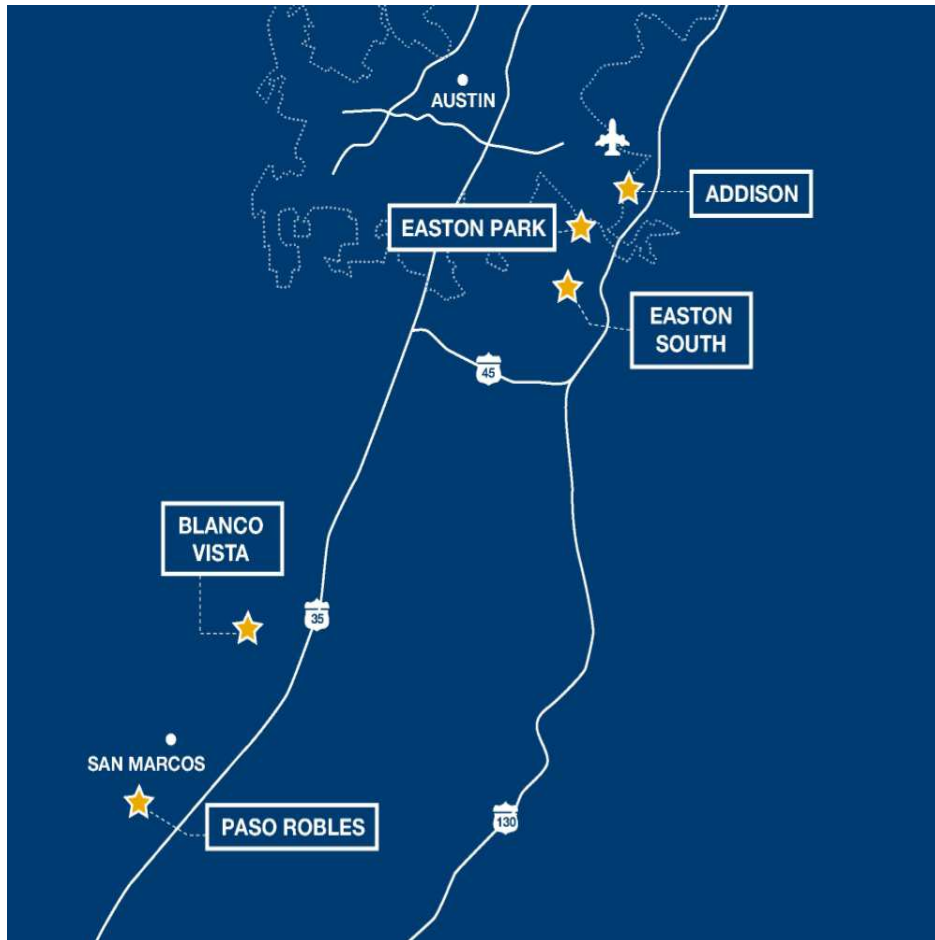 AUSTIN
ADDISON
EASTON PARK
EASTON
SOUTH
45
BLANCO
VISTA
35
SAN MARCOS
PASO ROBLES
130